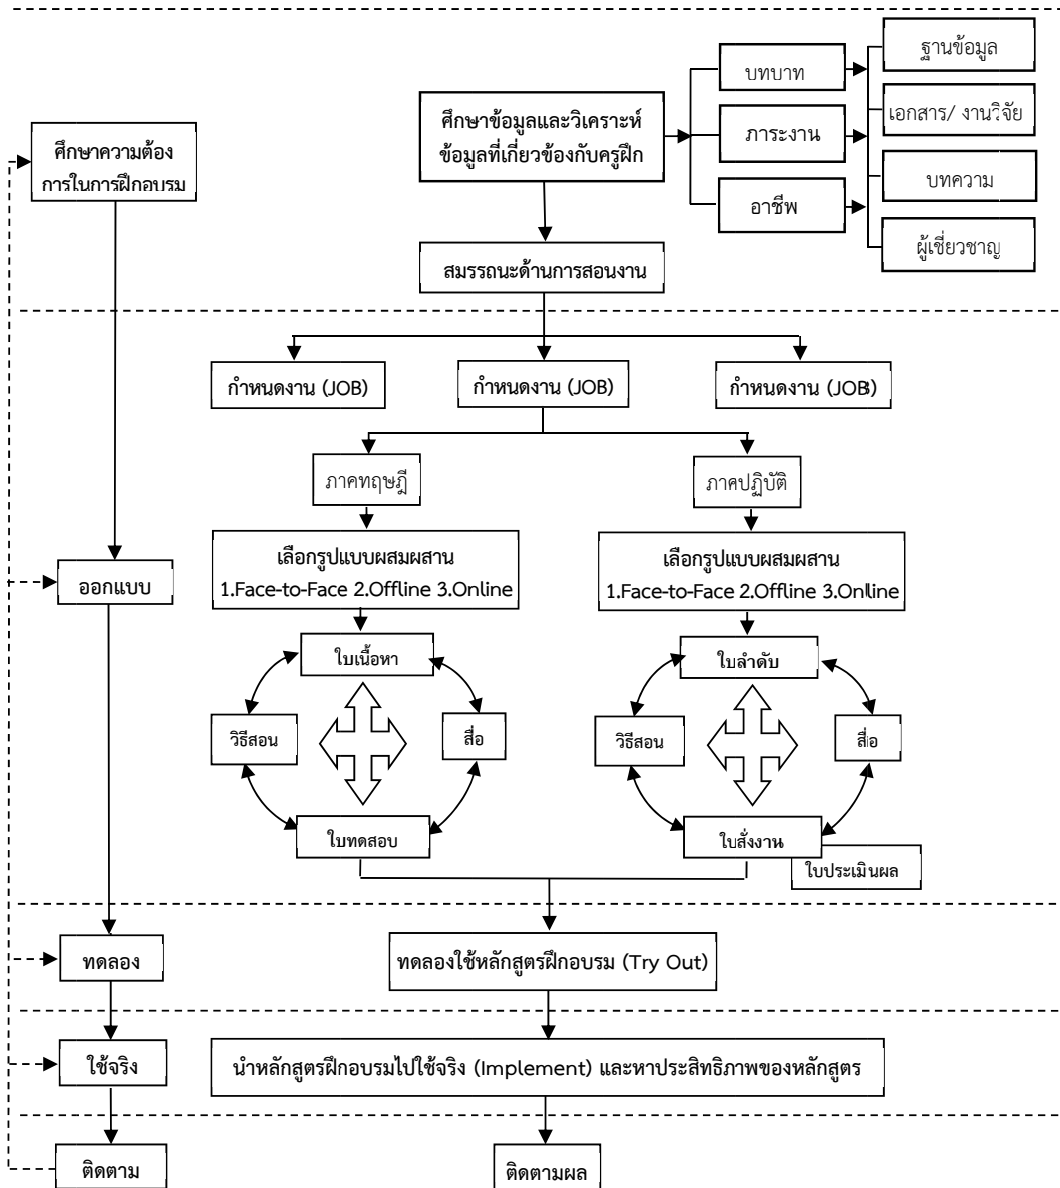 ศึกษาความต้อง
การในการฝึกอบรม
ศึกษาข้อมูลและวิเคราะห์
ข้อมูลที่เกี่ยวข้องกับครูฝึก
บทบาท
ภาระงาน
อาชีพ
ฐานข้อมูล
เอกสาร/ งานวิจัย
บทความ
ผู้เชี่ยวชาญ
สมรรถนะด้านการสอนงาน
กำหนดงาน (JOB)
กำหนดงาน (JOB)
กำหนดงาน (JOB)
ภาคทฤษฎี
ภาคปฏิบัติ
ออกแบบ
เลือกรูปแบบผสมผสาน
1.Face-to-Face 2.Offline 3.Online
เลือกรูปแบบผสมผสาน
1.Face-to-Face 2.Offline 3.Online
ใบเนื้อหา
วิธีสอน
สื่อ
ใบทดสอบ
ใบลำดับ
วิธีสอน
สื่อ
ใบสั่งงาน
ใบประเมินผล
ทดลอง
ทดลองใช้หลักสูตรฝึกอบรม (Try Out)
ใช้จริง
นำหลักสูตรฝึกอบรมไปใช้จริง (Implement) และหาประสิทธิภาพของหลักสูตร
ติดตาม
ติดตามผล